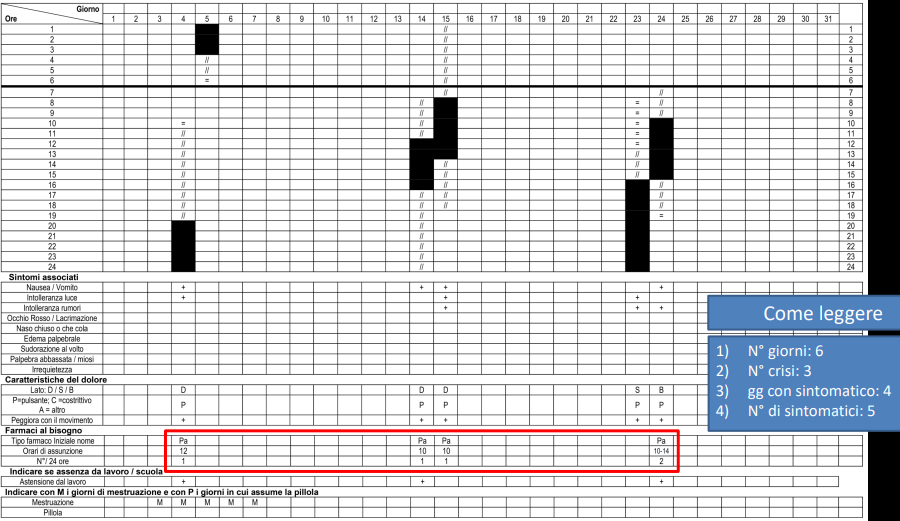 Giorno
Ore 1 2 3 4 5 6 7 8 9 10 11 12 13 14 15 16 17 18 19 20 21 22 23 24 25 26 27 28 29 30 31
1 // 1
2 // 2
3 // 3
4 // // 4
5 // // 5
6 = // 6
7 // // 7
8 // = // 8
9 // = // 9
10 = // = 10
11 // // = 11
12 // = 12
13 // // 13
14 // // // 14
15 // // // 15
16 // // // 16
17 // // // // 17
18 // // // // 18
19 // // = 19
20 // 20
21 // 21
22 // 22
23 // 23
24 // 24
Sintomi associati
Nausea / Vomito + + + +
Intolleranza luce + + +
Intolleranza rumori + + +
Occhio Rosso / Lacrimazione
Naso chiuso o che cola
Edema palpebrale
Sudorazione al volto
Palpebra abbassata / miosi
Irrequietezza
Caratteristiche del dolore
Lato: D / S / B D D D S B
P=pulsante; C =costrittivo
A = altro P P P P P
Peggiora con il movimento + + + + +
Farmaci al bisogno
Tipo farmaco Iniziale nome Pa Pa Pa Pa
Orari di assunzione 12 10 10 10-14
N°/ 24 ore 1 1 1 2
Indicare se assenza da lavoro / scuola
Astensione dal lavoro + + +
Indicare con M i giorni di mestruazione e con P i giorni in cui assume la pillola
Mestruazione M M M M M
Pillola
Come leggere
1) N° giorni: 6
2) N° crisi: 3
3) gg con sintomatico: 4
4) N° di sintomatici: 5